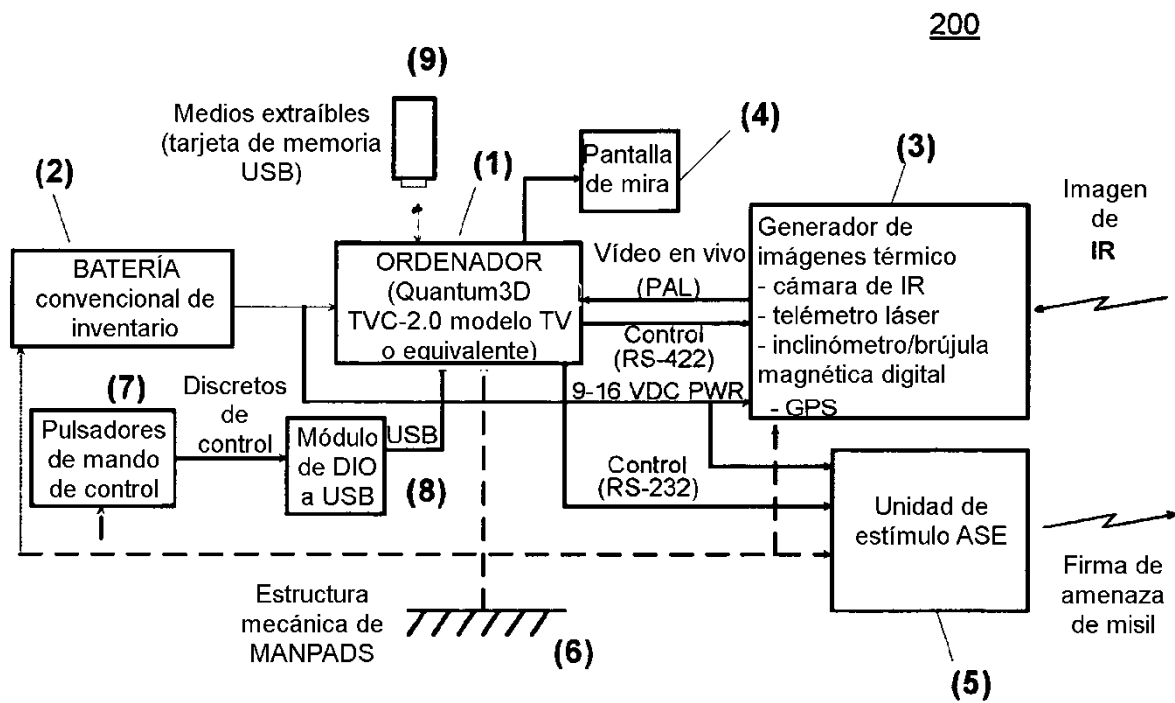 200
(9)
Medios extraíbles
(tarjeta de memoria
USB)
(4)
Pantalla
de mira
(1)
(3)
(2)
Imagen
de
IR
BATERÍA
convencional de
inventario
ORDENADOR
(Quantum3D
TVC-2.0 modelo TV
o equivalente)
Vídeo en vivo
(PAL)
Control
(RS-422)
9-16 VDC PWR
Generador de
imágenes térmico
- cámara de IR
- telémetro láser
- inclinómetro/brújula
magnética digital
- GPS
(7)
Discretos
de
control
Pulsadores
de mando
de control
Módulo
de DIO
a USB
USB
(8)
Control
(RS-232)
Unidad de
estímulo ASE
Estructura
mecánica de
MANPADS
(6)
Firma de
amenaza
de misil
(5)